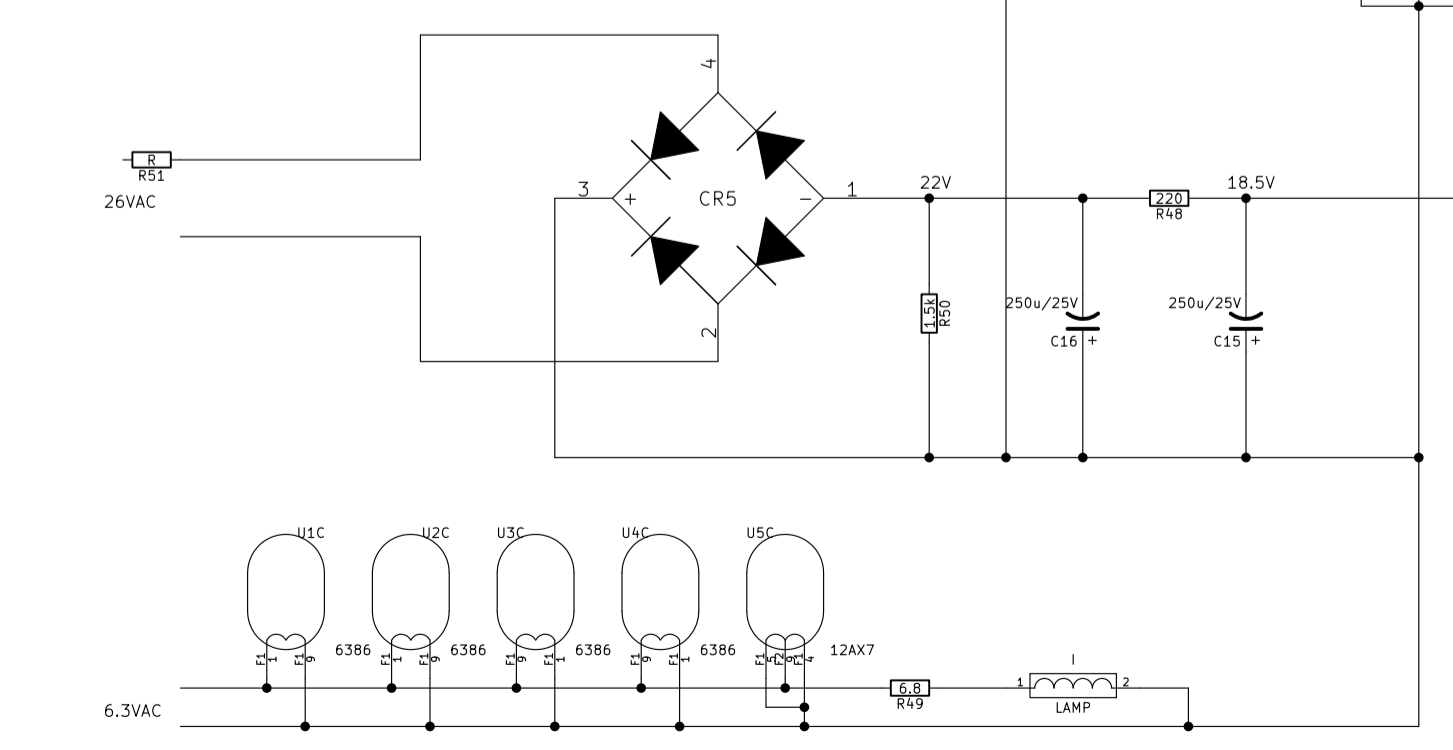 4
R
R51
26VAC
3
+
CR5
−
1
22V
220
R48
18.5V
1.5k
R50
250u/25V
C16 +
250u/25V
C15 +
2
U1C
U2C
U3C
U4C
U5C
F1 1 F1 9
6386
F1 1 F1 9
6386
F1 9 F1 1
6386
F1 9 F1 1
6386
F1 5 F2 9 F1 4
12AX7
6.8
R49
I
1
2
LAMP
6.3VAC